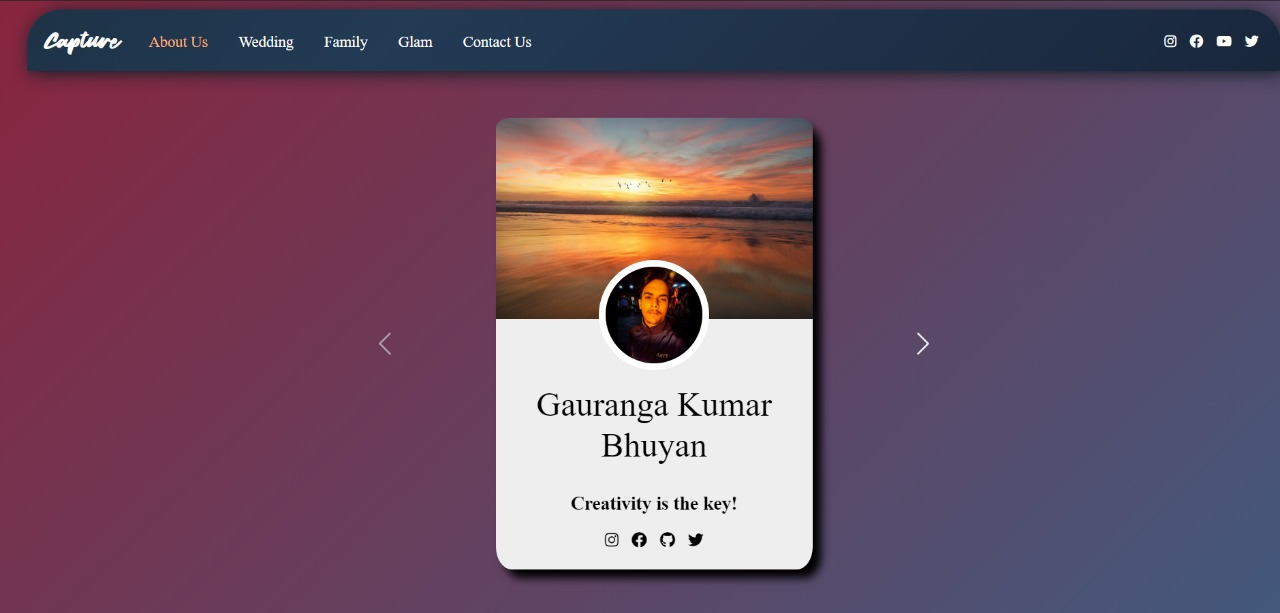 Capture
About Us
Wedding
Family
Glam
Contact Us
Gauranga Kumar
Bhuyan
Creativity is the key!